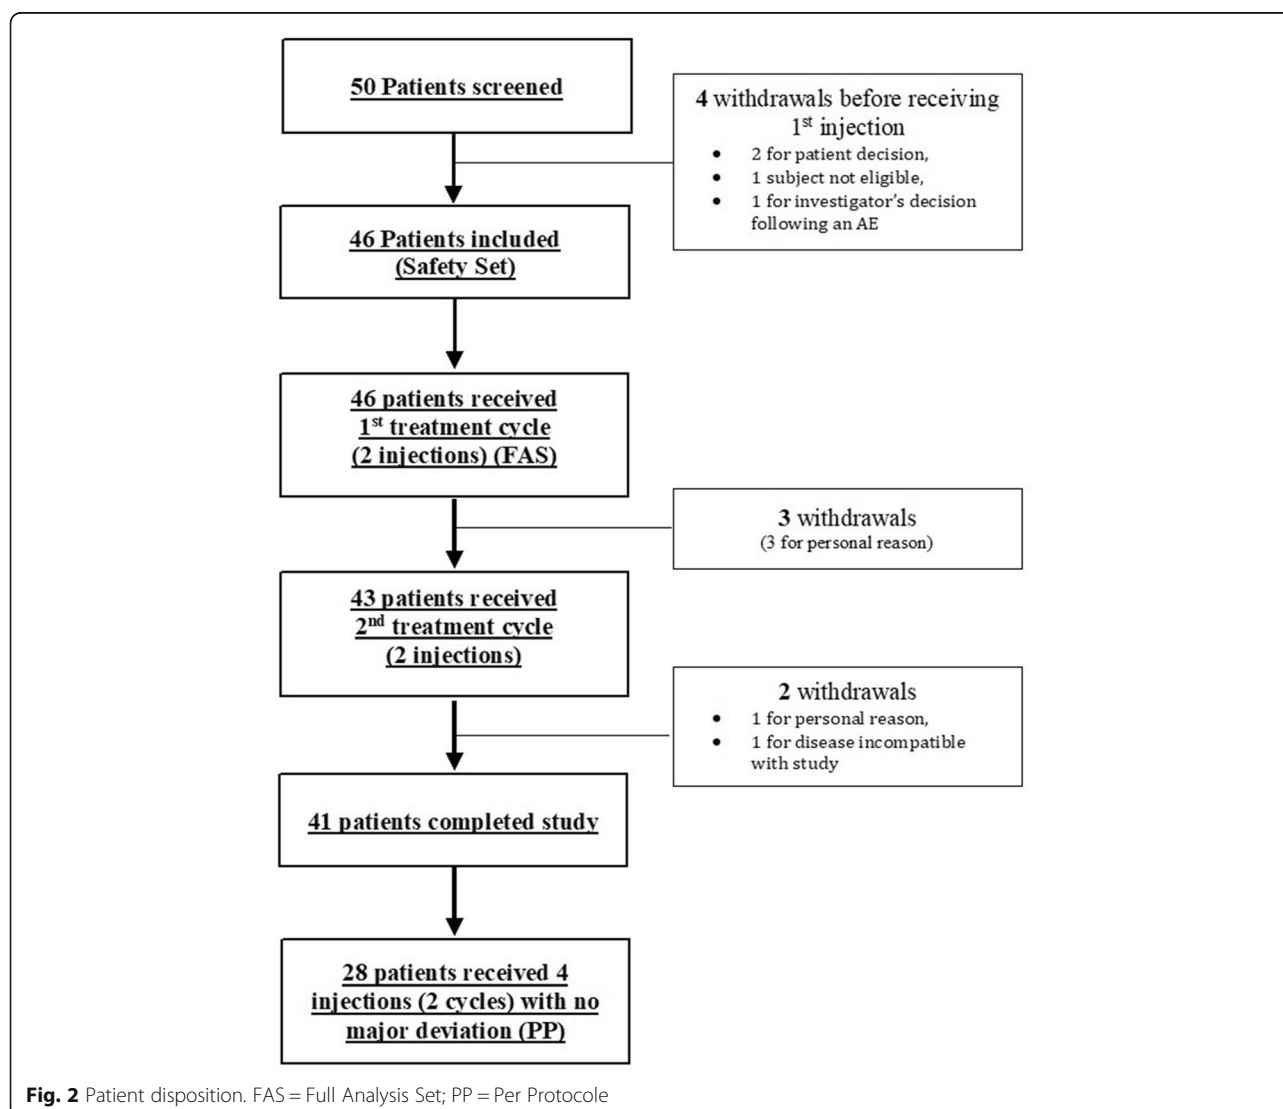 50 Patients screened
4 withdrawals before receiving
1st injection
• 2 for patient decision,
• 1 subject not eligible,
• 1 for investigator's decision
following an AE
46 Patients included
(Safety Set)
46 patients received
1st treatment cycle
(2 injections) (FAS)
3 withdrawals
(3 for personal reason)
43 patients received
2nd treatment cycle
(2 injections)
2 withdrawals
• 1 for personal reason,
• 1 for disease incompatible
with study
41 patients completed study
28 patients received 4
injections (2 cycles) with no
major deviation (PP)
Fig. 2 Patient disposition. FAS = Full Analysis Set; PP = Per Protocole